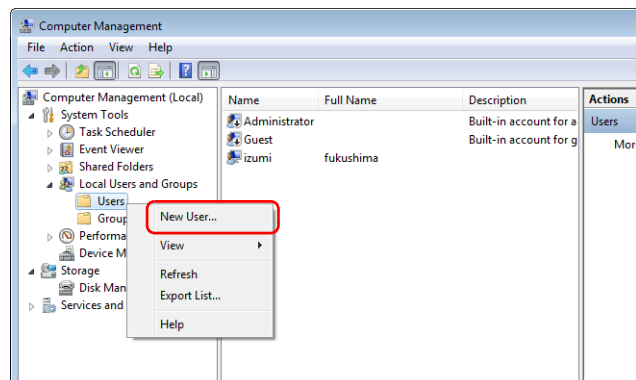 Computer Management
File Action View Help
Computer Management (Local)
System Tools
Task Scheduler
Event Viewer
Shared Folders
Local Users and Groups
Users
Group
Performa
Device M
Storage
Disk Man
Services and
New User...
View
Refresh
Export List...
Help
Name Full Name Description
Administrator Built-in account for a
Guest Built-in account for g
izumi fukushima
Actions
Users
Mor